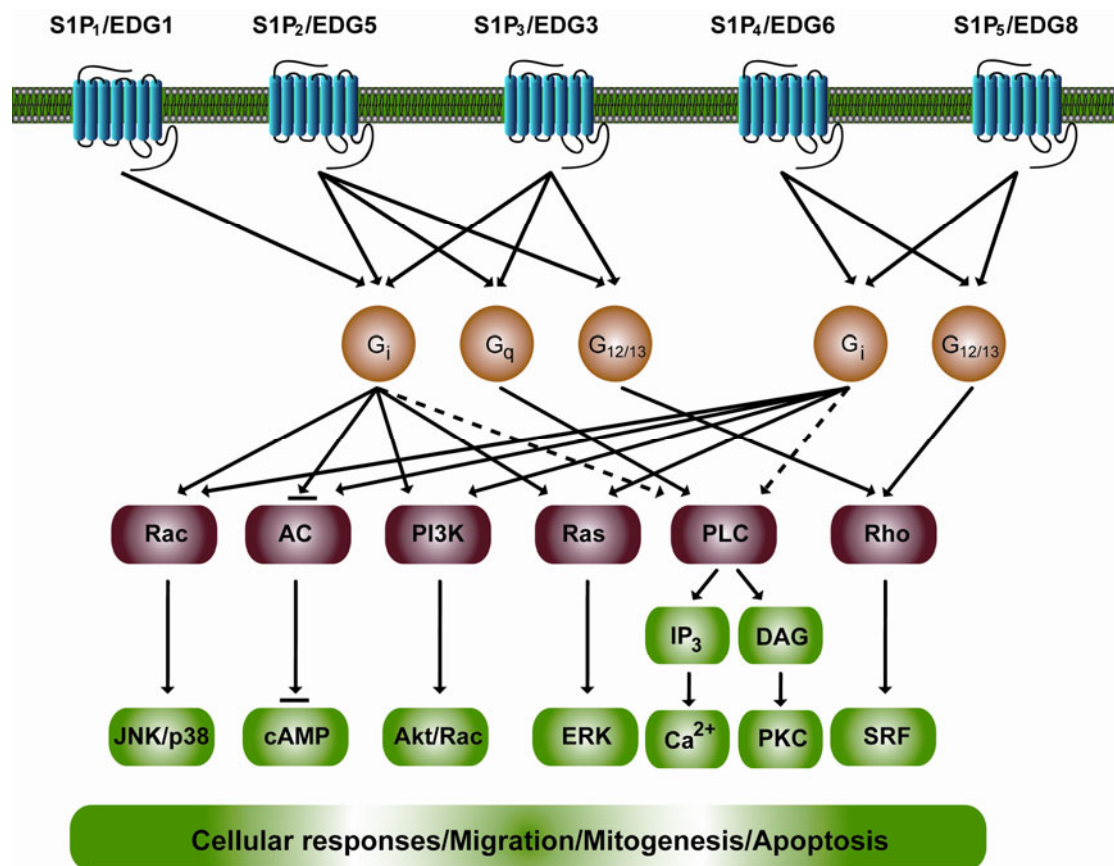 S1P₁/EDG1 S1P₂/EDG5 S1P₃/EDG3 S1P₄/EDG6 S1P₅/EDG8
Gᵢ G_q G₁₂/₁₃ Gᵢ G₁₂/₁₃
Rac AC PI3K Ras PLC Rho
IP₃ DAG
JNK/p38 cAMP Akt/Rac ERK Ca²⁺ PKC SRF
Cellular responses/Migration/Mitogenesis/Apoptosis